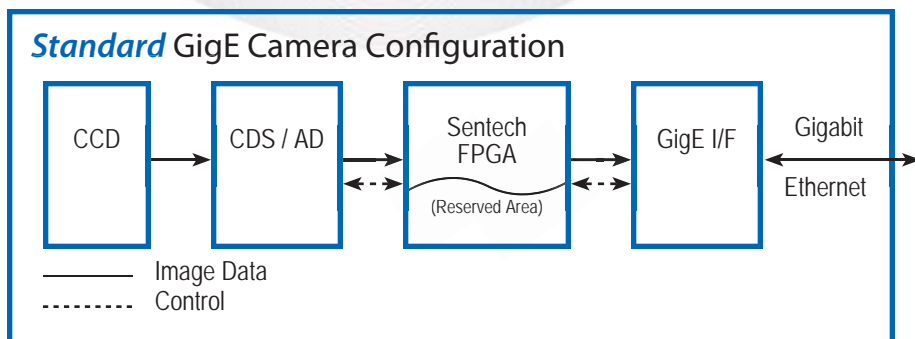 Standard GigE Camera Configuration
CCD
CDS / AD
Sentech
FPGA
(Reserved Area)
GigE I/F
Gigabit
Ethernet
Image Data
Control